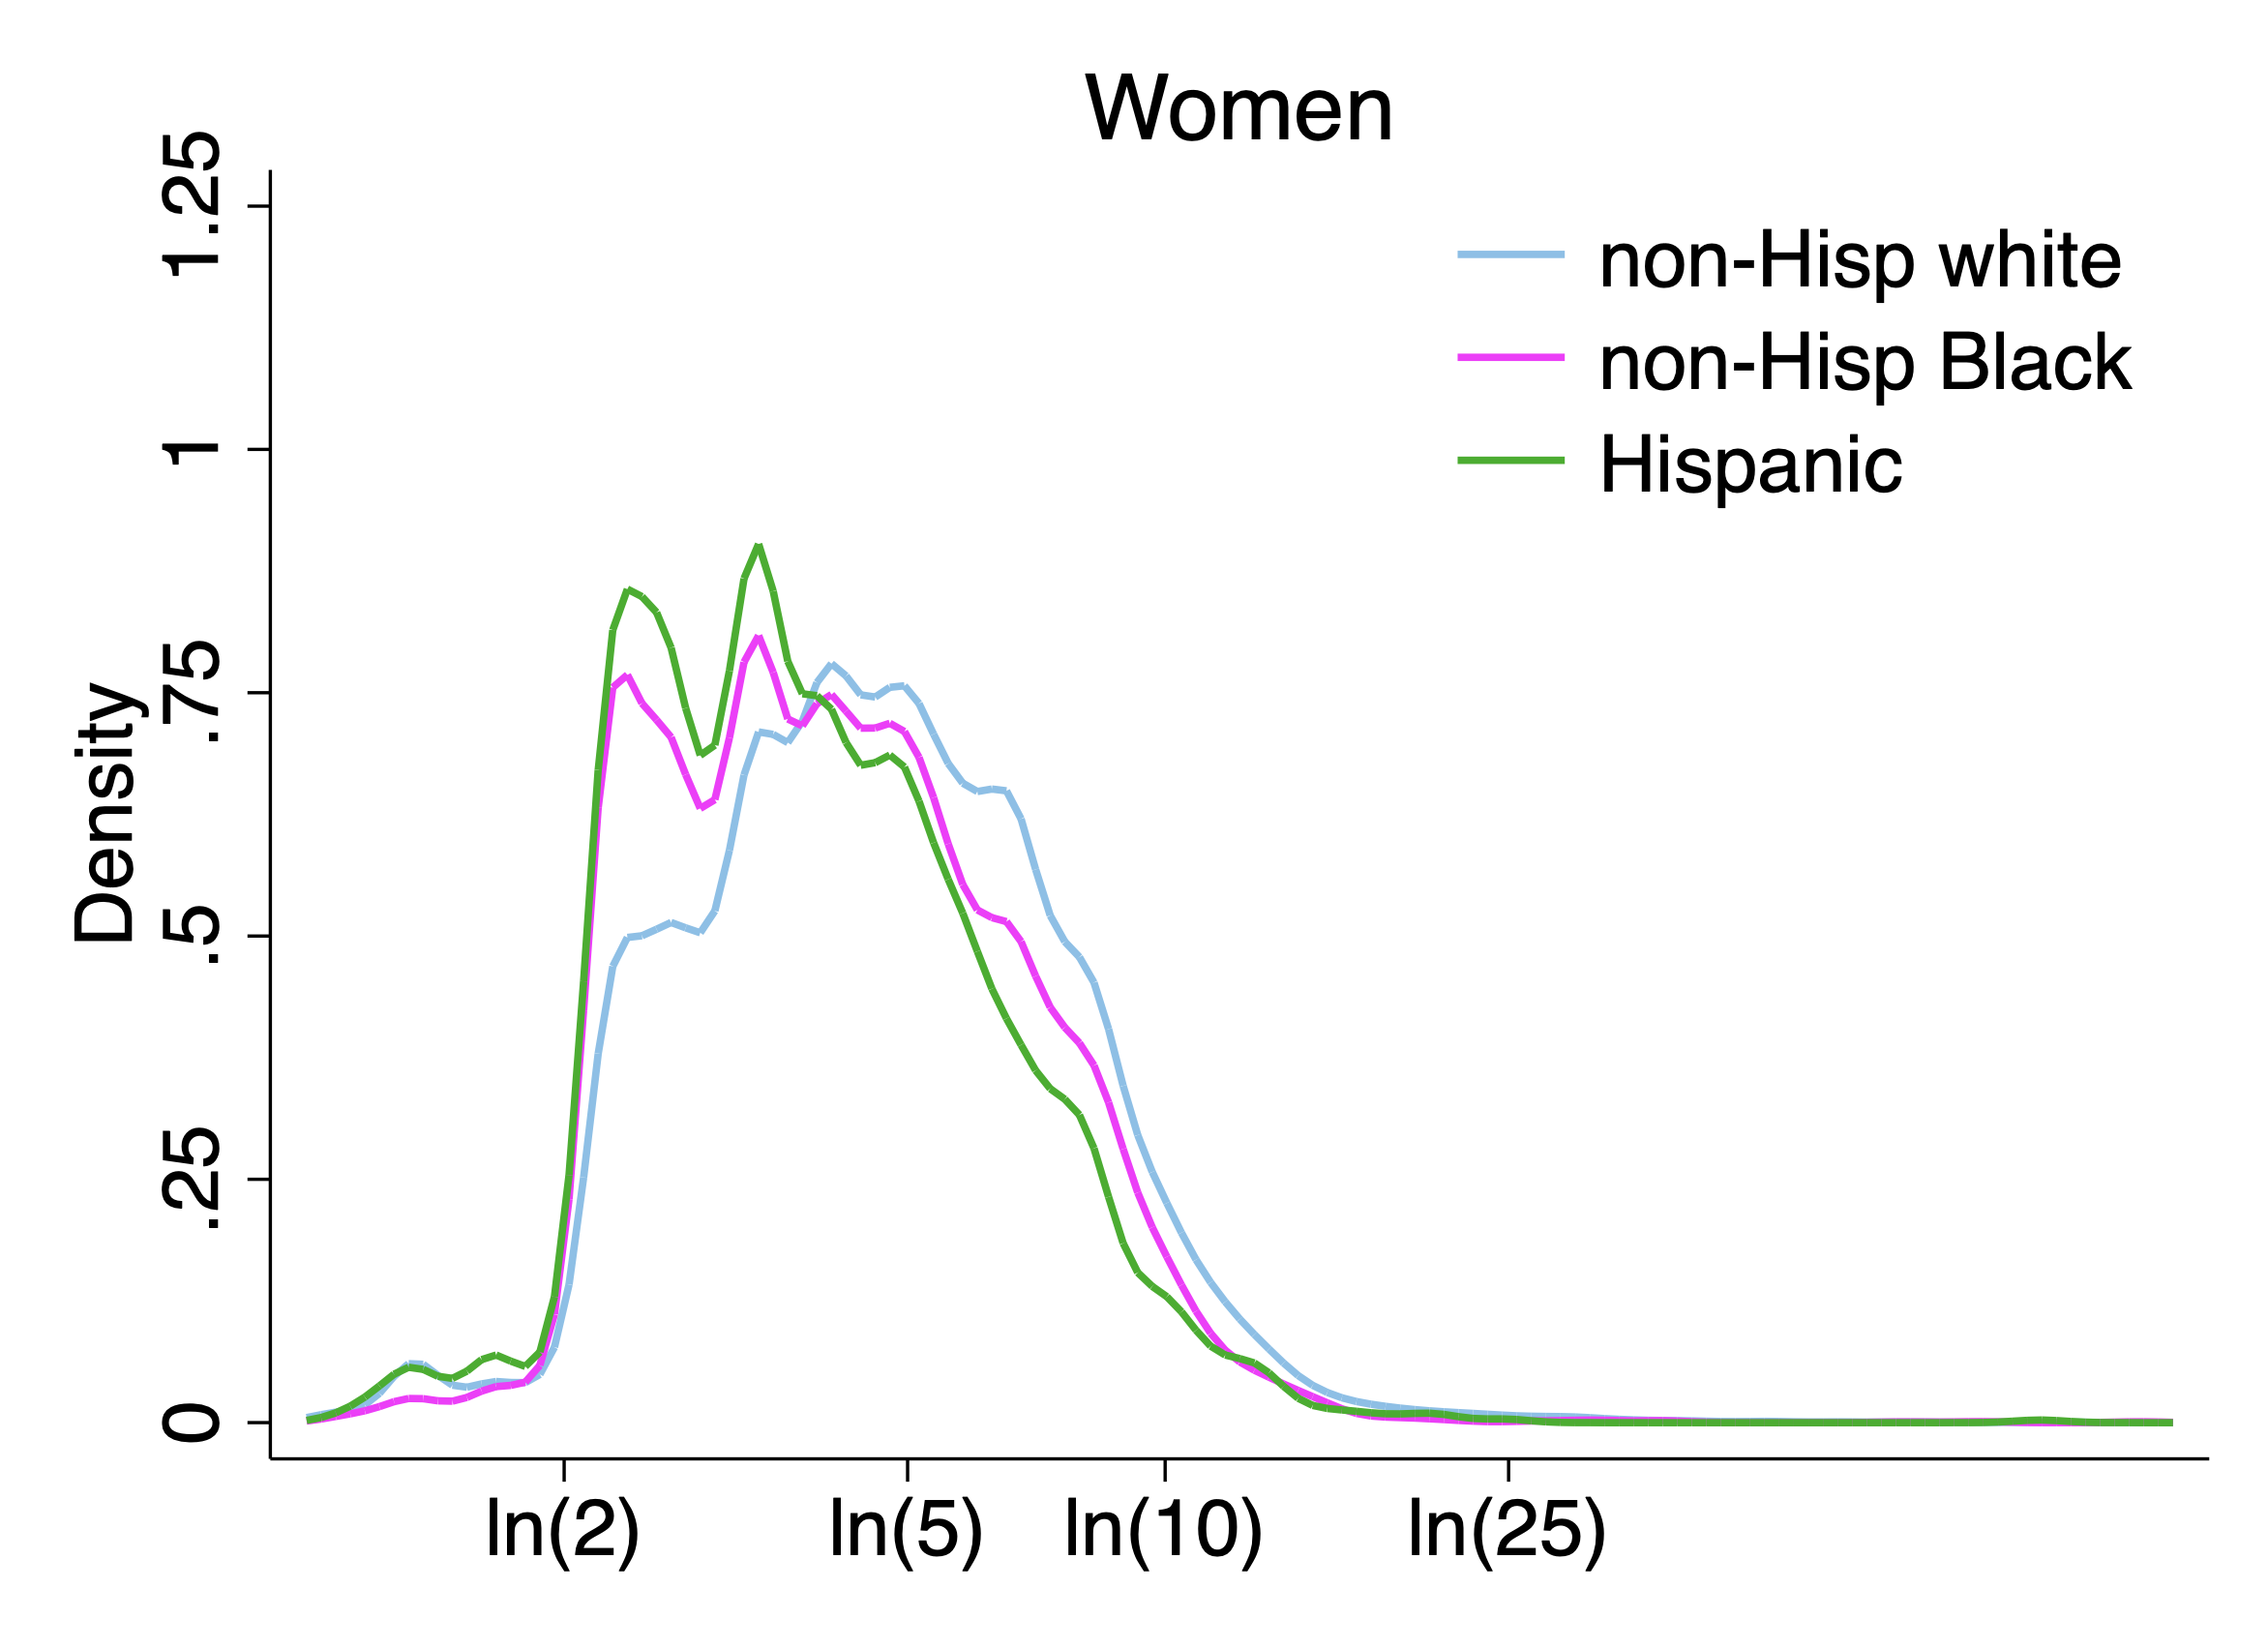 Women
non-Hisp white
non-Hisp Black
Hispanic
Density
1.25
1
.75
.5
.25
0
ln(2)
ln(5)
ln(10)
ln(25)